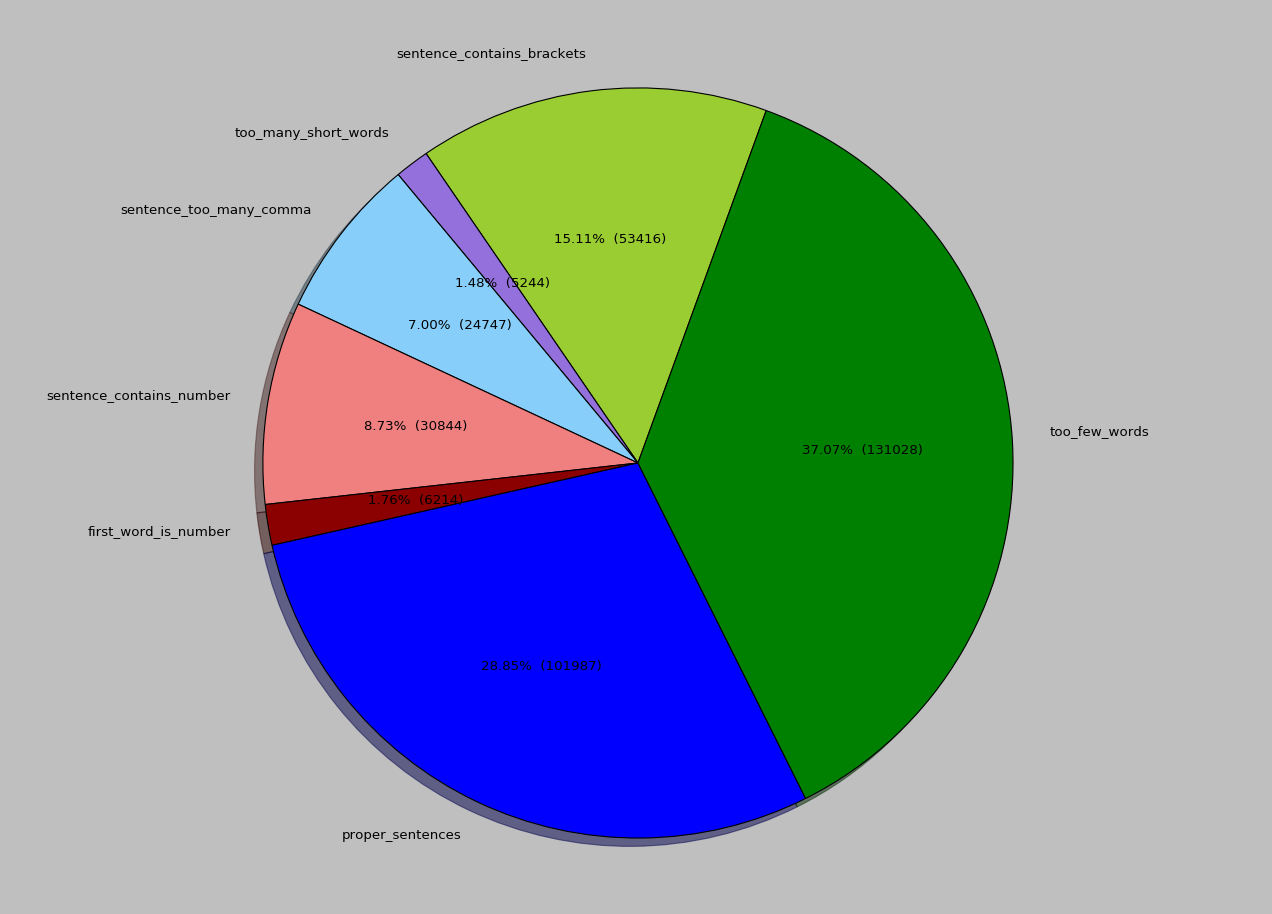 sentence_contains_brackets
too_many_short_words
sentence_too_many_comma
15.11%  (53416)
1.48%  (5244)
7.00%  (24747)
sentence_contains_number
8.73%  (30844)
too_few_words
37.07%  (131028)
1.76%  (6214)
first_word_is_number
28.85%  (101987)
proper_sentences